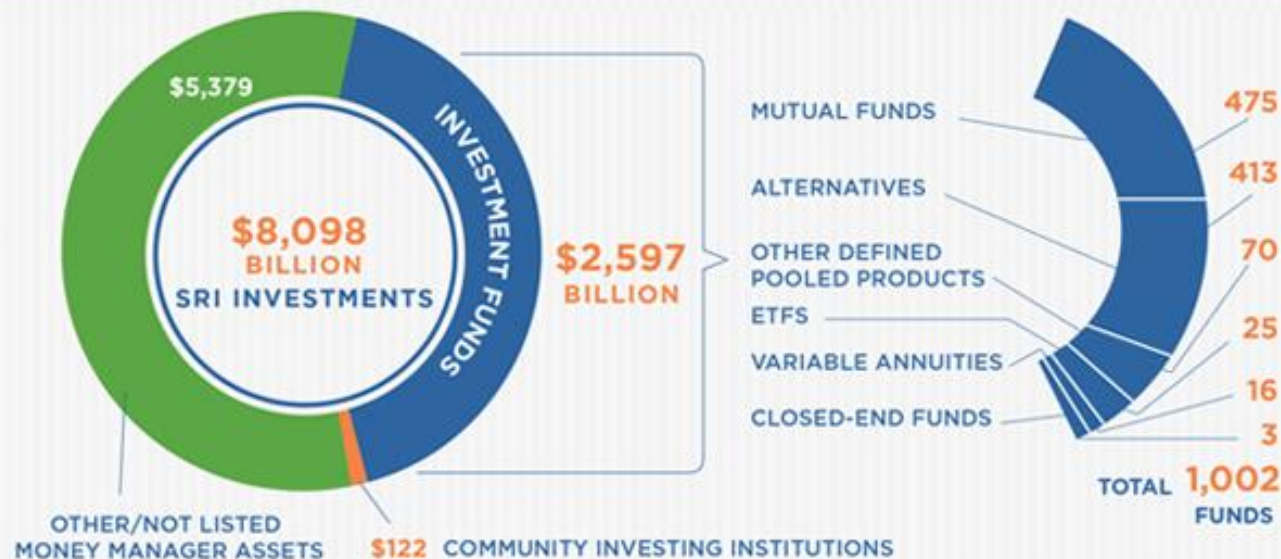 $5,379
$8,098
BILLION
SRI INVESTMENTS
INVESTMENT FUNDS
$2,597
BILLION
OTHER/NOT LISTED
MONEY MANAGER ASSETS
$122 COMMUNITY INVESTING INSTITUTIONS
MUTUAL FUNDS
475
ALTERNATIVES
413
OTHER DEFINED
POOLED PRODUCTS
70
ETFS
25
VARIABLE ANNUITIES
16
CLOSED-END FUNDS
3
TOTAL 1,002
FUNDS